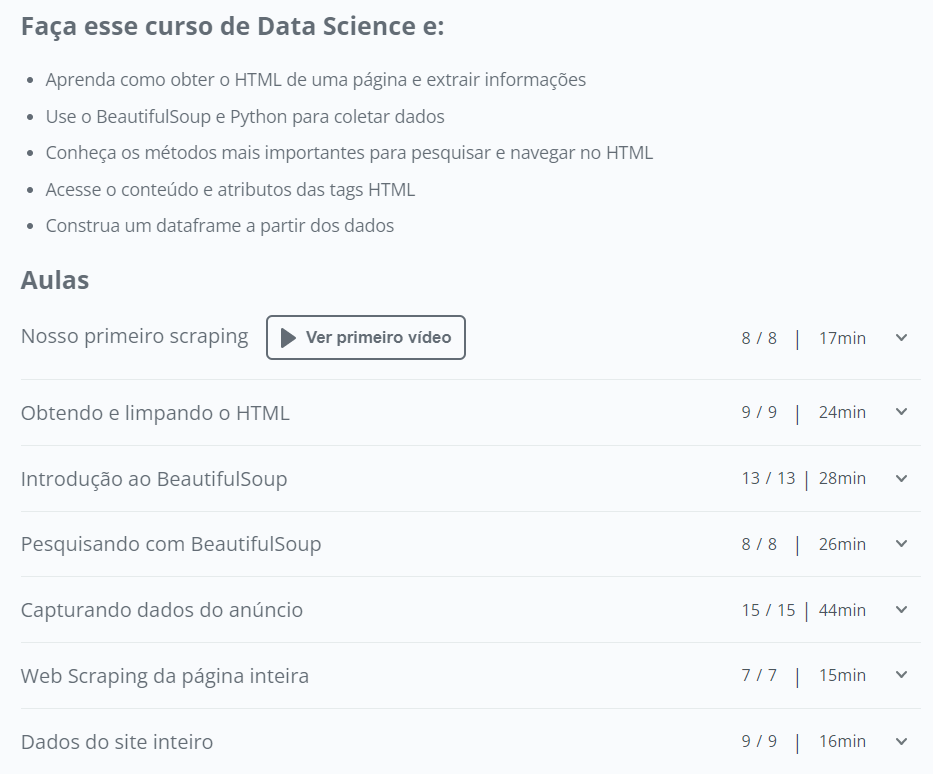 Faça esse curso de Data Science e:
• Aprenda como obter o HTML de uma página e extrair informações
• Use o BeautifulSoup e Python para coletar dados
• Conheça os métodos mais importantes para pesquisar e navegar no HTML
• Acesse o conteúdo e atributos das tags HTML
• Construa um dataframe a partir dos dados
Aulas
Nosso primeiro scraping Ver primeiro vídeo 8 / 8 | 17min
Obtendo e limpando o HTML 9 / 9 | 24min
Introdução ao BeautifulSoup 13 / 13 | 28min
Pesquisando com BeautifulSoup 8 / 8 | 26min
Capturando dados do anúncio 15 / 15 | 44min
Web Scraping da página inteira 7 / 7 | 15min
Dados do site inteiro 9 / 9 | 16min